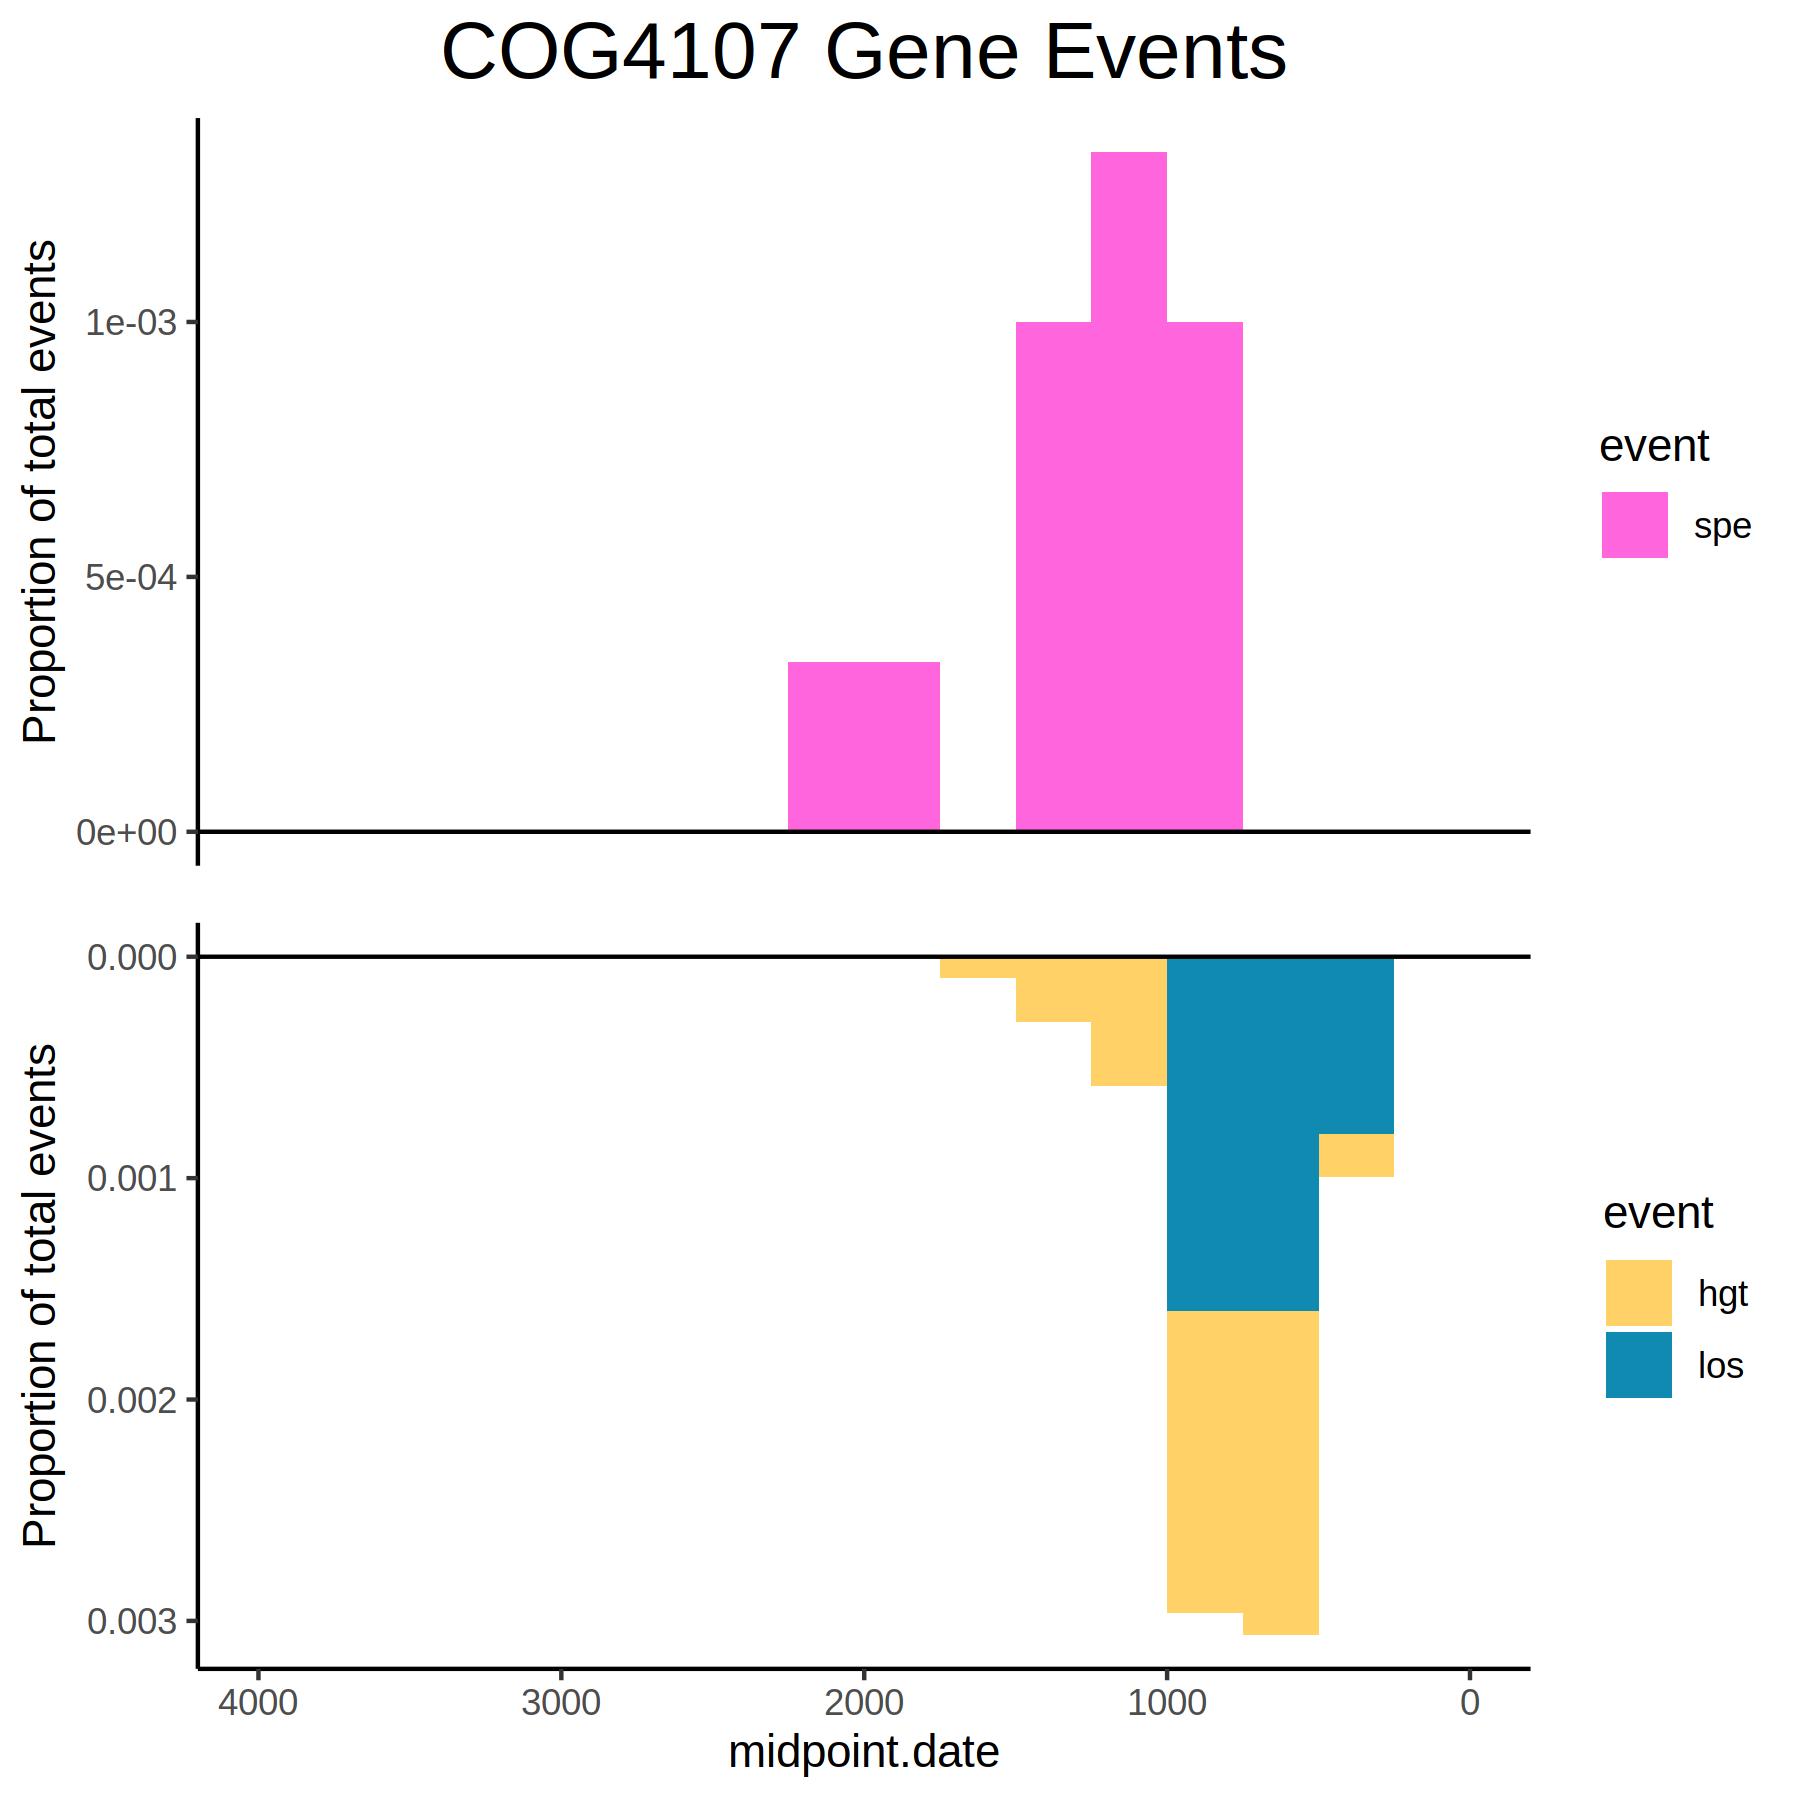 COG4107 Gene Events
Proportion of total events
1e-03
5e-04
0e+00
event
spe
Proportion of total events
0.000
0.001
0.002
0.003
event
hgt
los
4000 3000 2000 1000 0
midpoint.date